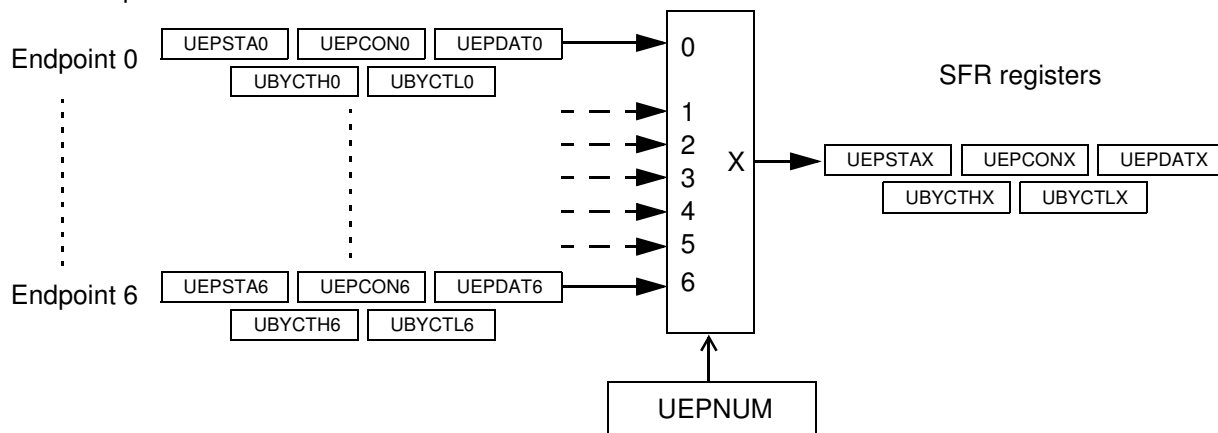 Endpoint 0
UEPSTA0 UEPCON0 UEPDAT0
UBYCTH0 UBYCTL0
0
1
2
3
4
5
6
X
SFR registers
UEPSTAX UEPCONX UEPDATX
UBYCTHX UBYCTLX
Endpoint 6
UEPSTA6 UEPCON6 UEPDAT6
UBYCTH6 UBYCTL6
UEPNUM